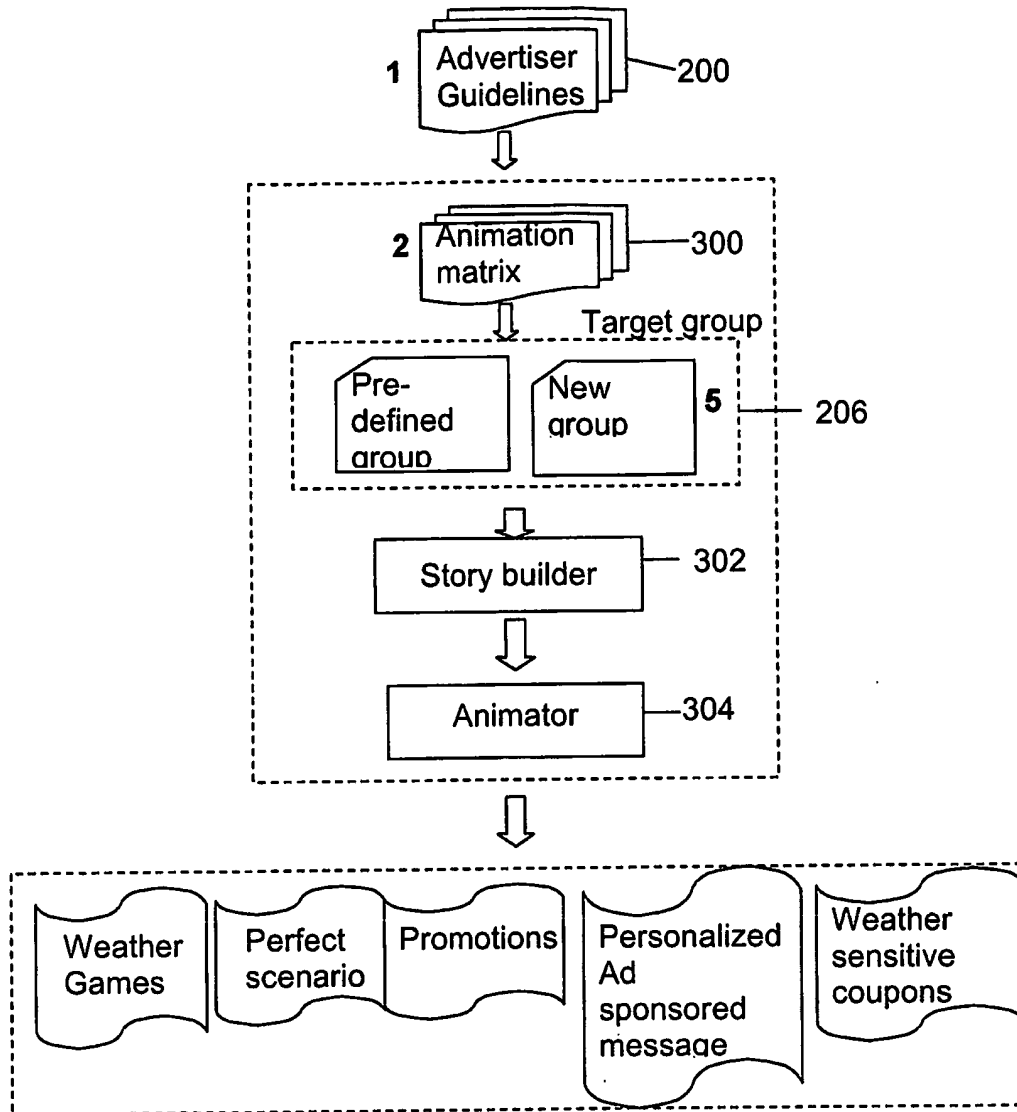 1
Advertiser
Guidelines
200
2
Animation
matrix
300
Target group
Pre-
defined
group
New
group
5
206
Story builder
302
Animator
304
Weather
Games
Perfect
scenario
Promotions
Personalized
Ad
sponsored
message
Weather
sensitive
coupons